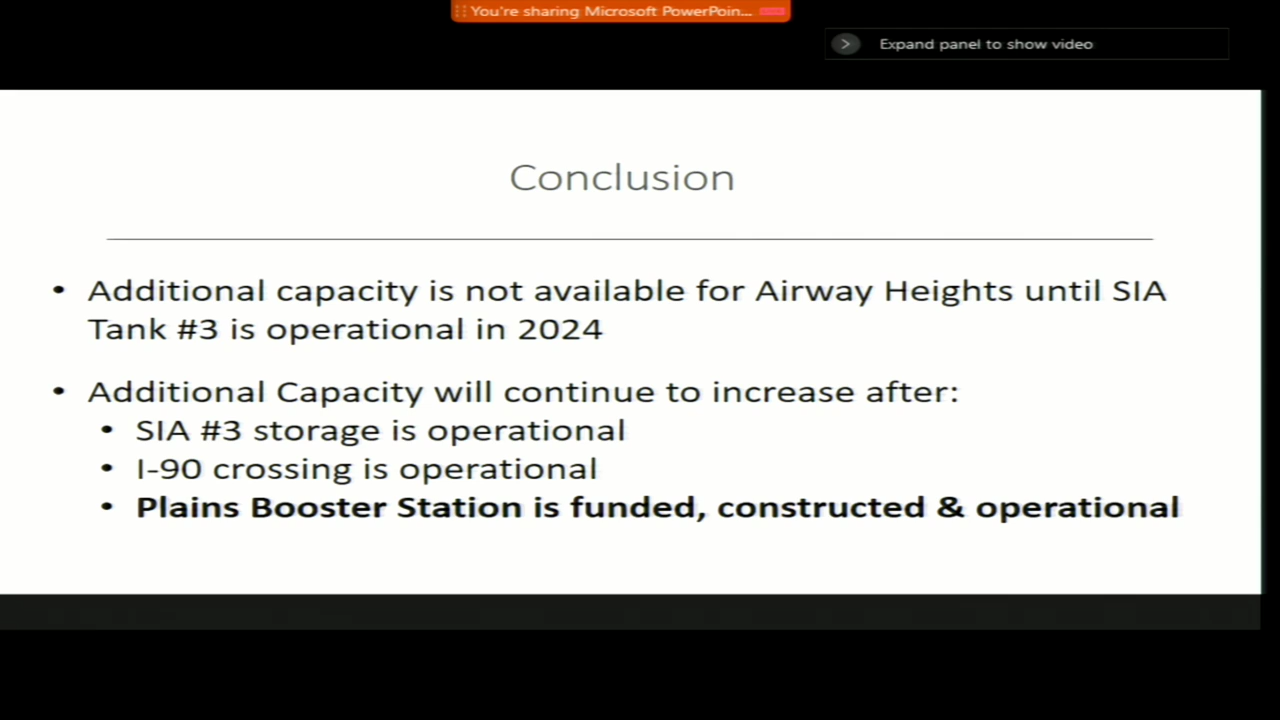 You're sharing Microsoft PowerPoin...
Expand panel to show video
Conclusion
• Additional capacity is not available for Airway Heights until SIA
Tank #3 is operational in 2024
• Additional Capacity will continue to increase after:
• SIA #3 storage is operational
• I-90 crossing is operational
• Plains Booster Station is funded, constructed & operational